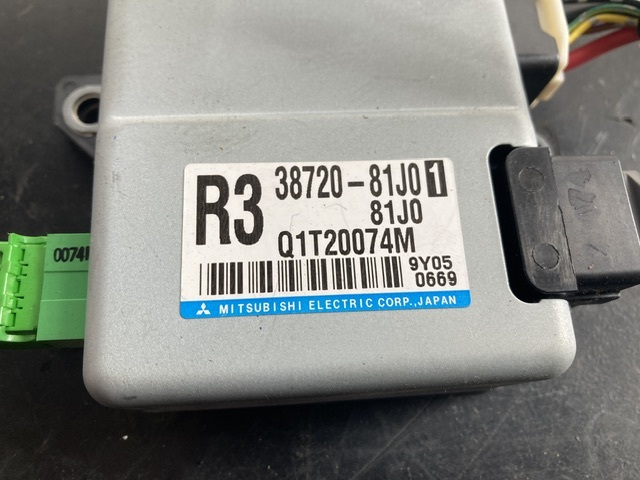 R3 38720-81J0 1
81J0
Q1T20074M
9Y05
0669
MITSUBISHI ELECTRIC CORP., JAPAN